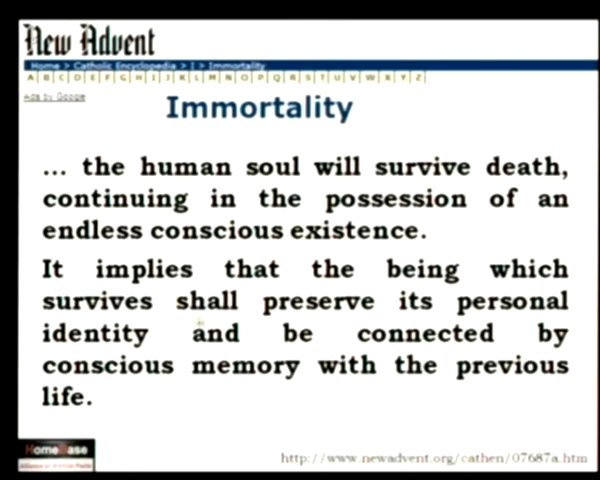 New Advent
Home > Catholic Encyclopedia > I > Immortality
A B C D E F G H I J K L M N O P Q R S T U V W X Y Z
Ads by Google
Immortality
... the human soul will survive death,
continuing in the possession of an
endless conscious existence.
It implies that the being which
survives shall preserve its personal
identity and be connected by
conscious memory with the previous
life.
HomeBase
http://www.newadvent.org/cathen/07687a.htm